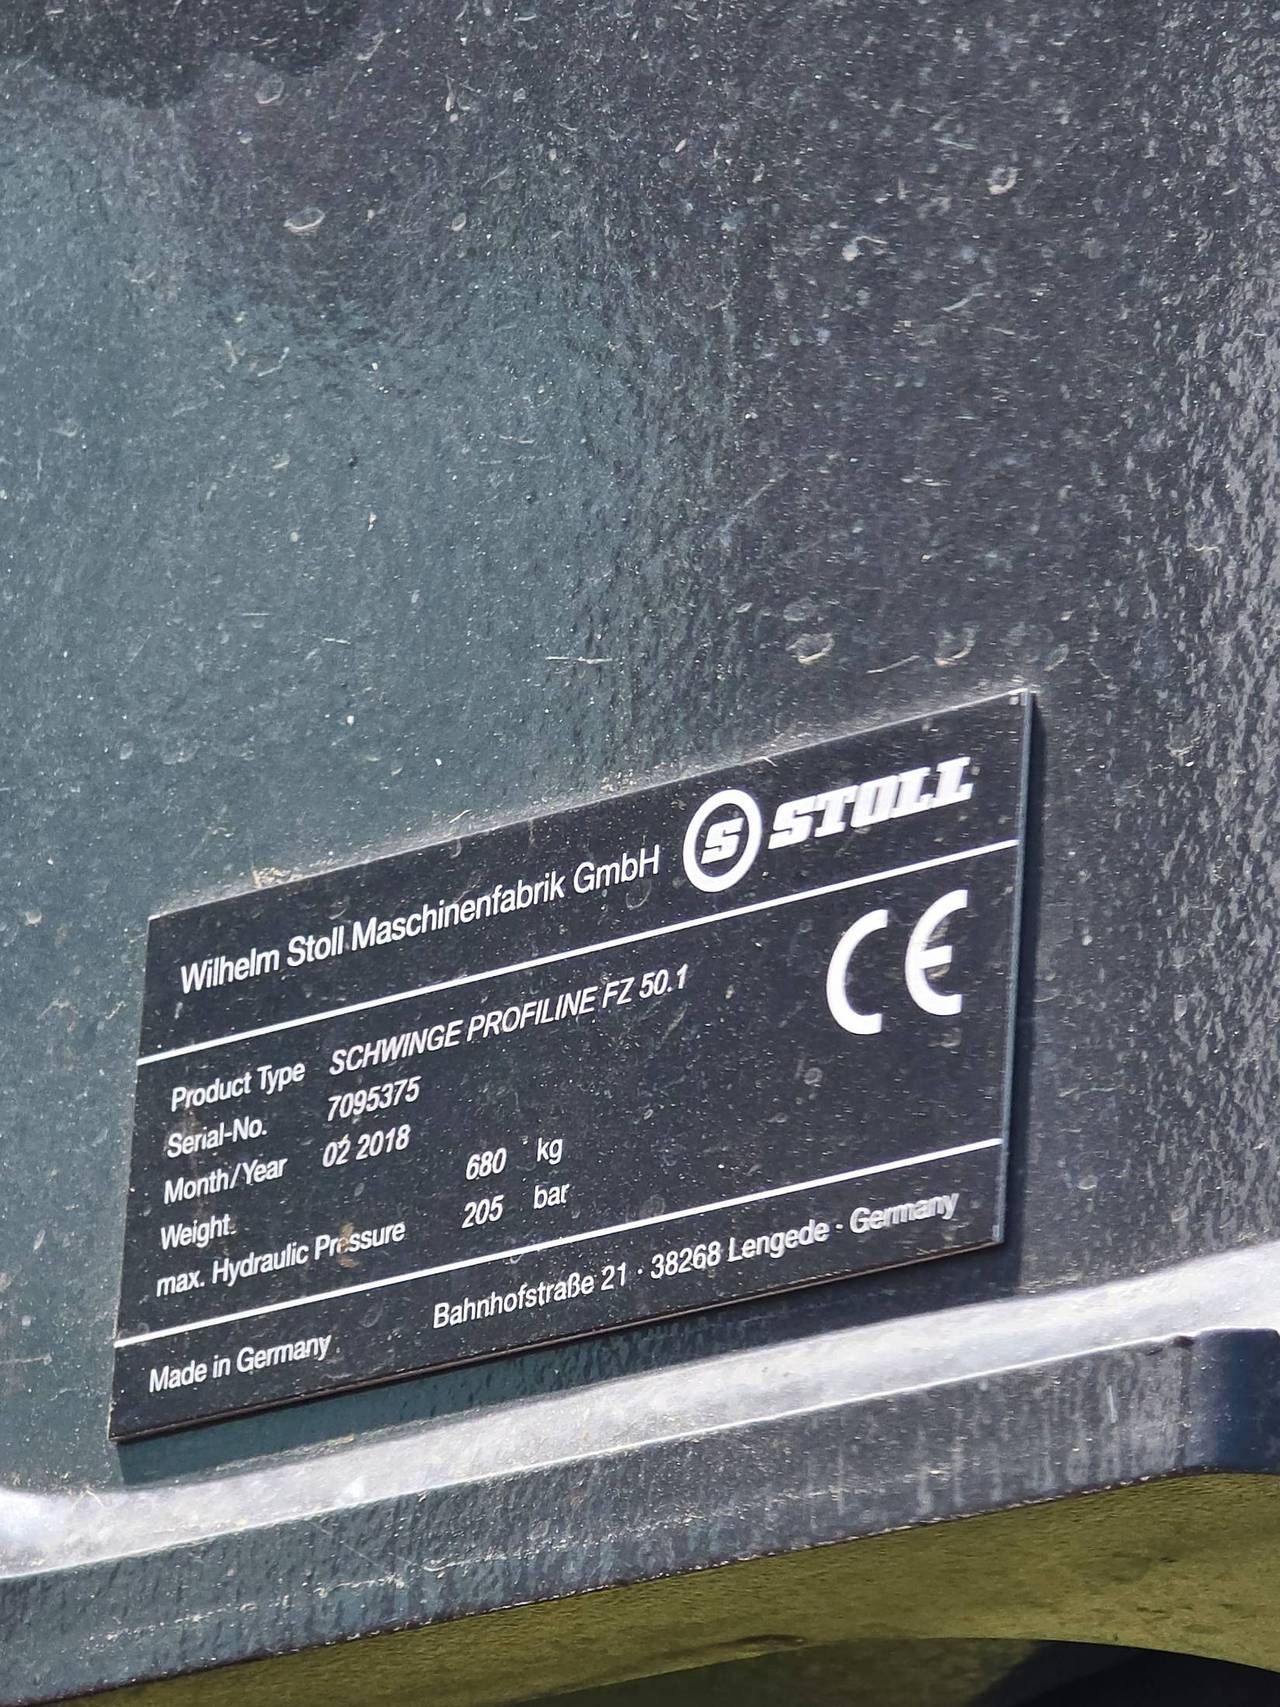 Wilhelm Stoll Maschinenfabrik GmbH S STOLL
Product Type SCHWINGE PROFILINE FZ 50.1
Serial-No. 7095375
Month/Year 02 2018
Weight 680 kg
max. Hydraulic Pressure 205 bar
CE
Made in Germany Bahnhofstraße 21 · 38268 Lengede · Germany